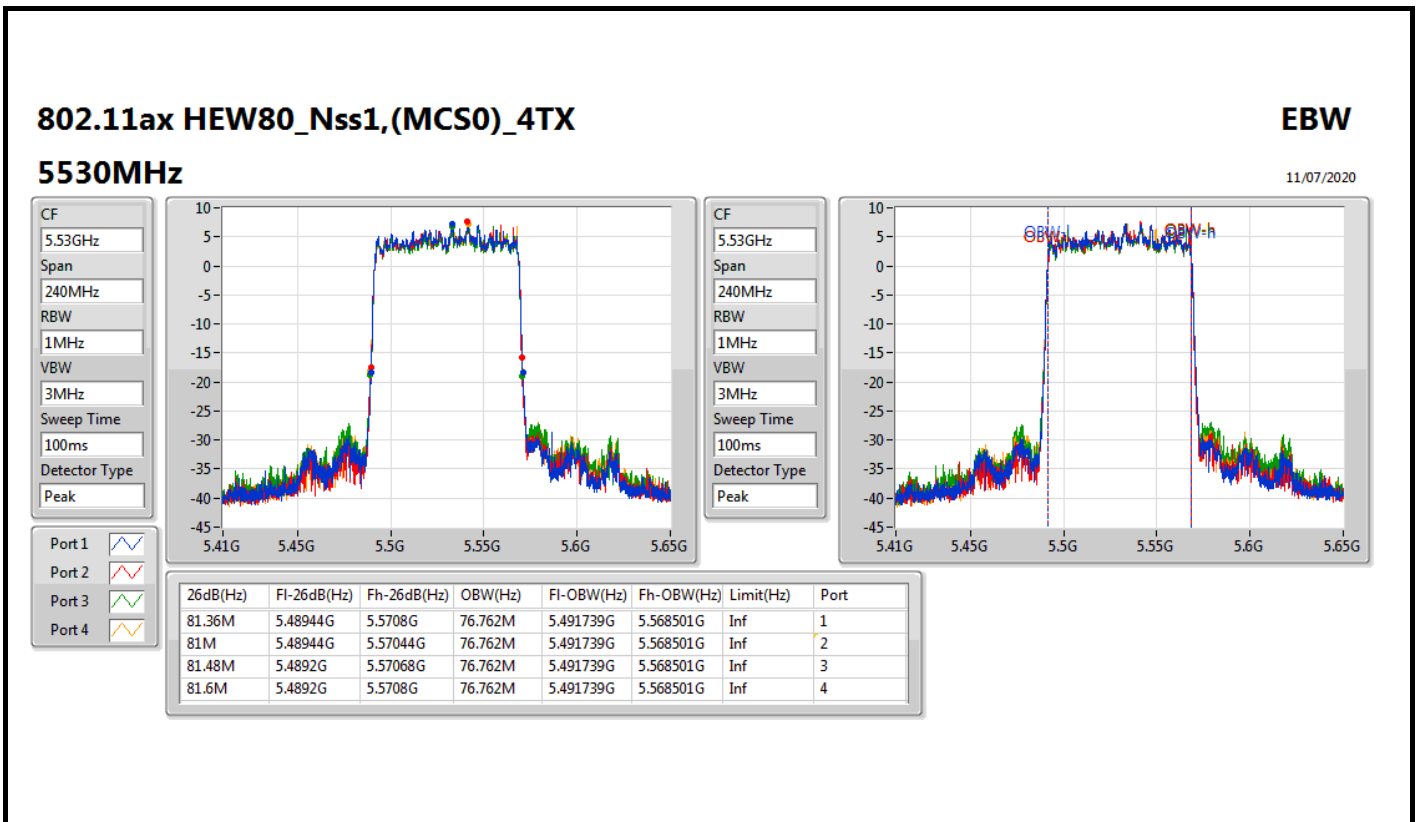 802.11ax HEW80_Nss1,(MCS0)_4TX
EBW
5530MHz
11/07/2020
CF
5.53GHz
Span
240MHz
RBW
1MHz
VBW
3MHz
Sweep Time
100ms
Detector Type
Peak
10
5
0
-5
-10
-15
-20
-25
-30
-35
-40
-45
5.41G 5.45G 5.5G 5.55G 5.6G 5.65G
CF
5.53GHz
Span
240MHz
RBW
1MHz
VBW
3MHz
Sweep Time
100ms
Detector Type
Peak
10
5
0
-5
-10
-15
-20
-25
-30
-35
-40
-45
OBW-l OBW-h
5.41G 5.45G 5.5G 5.55G 5.6G 5.65G
Port 1
Port 2
Port 3
Port 4
26dB(Hz) Fl-26dB(Hz) Fh-26dB(Hz) OBW(Hz) Fl-OBW(Hz) Fh-OBW(Hz) Limit(Hz) Port
81.36M 5.48944G 5.5708G 76.762M 5.491739G 5.568501G Inf 1
81M 5.48944G 5.57044G 76.762M 5.491739G 5.568501G Inf 2
81.48M 5.4892G 5.57068G 76.762M 5.491739G 5.568501G Inf 3
81.6M 5.4892G 5.5708G 76.762M 5.491739G 5.568501G Inf 4